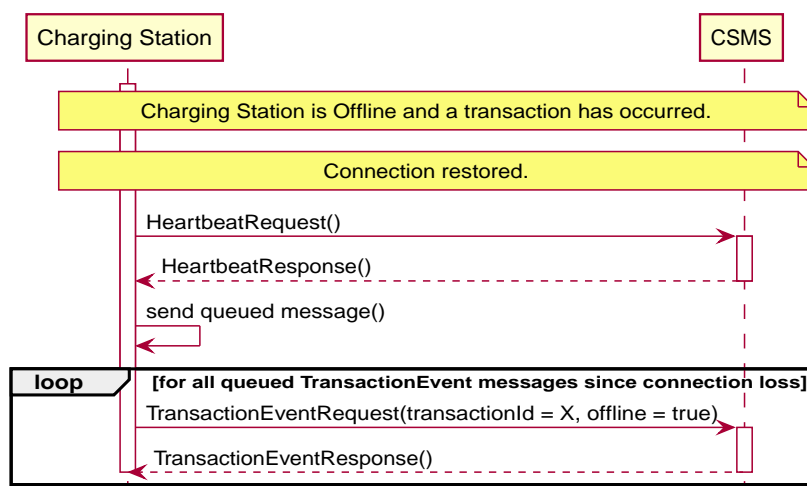 Charging Station
CSMS
Charging Station is Offline and a transaction has occurred.
Connection restored.
HeartbeatRequest()
HeartbeatResponse()
send queued message()
loop
[for all queued TransactionEvent messages since connection loss]
TransactionEventRequest(transactionId = X, offline = true)
TransactionEventResponse()